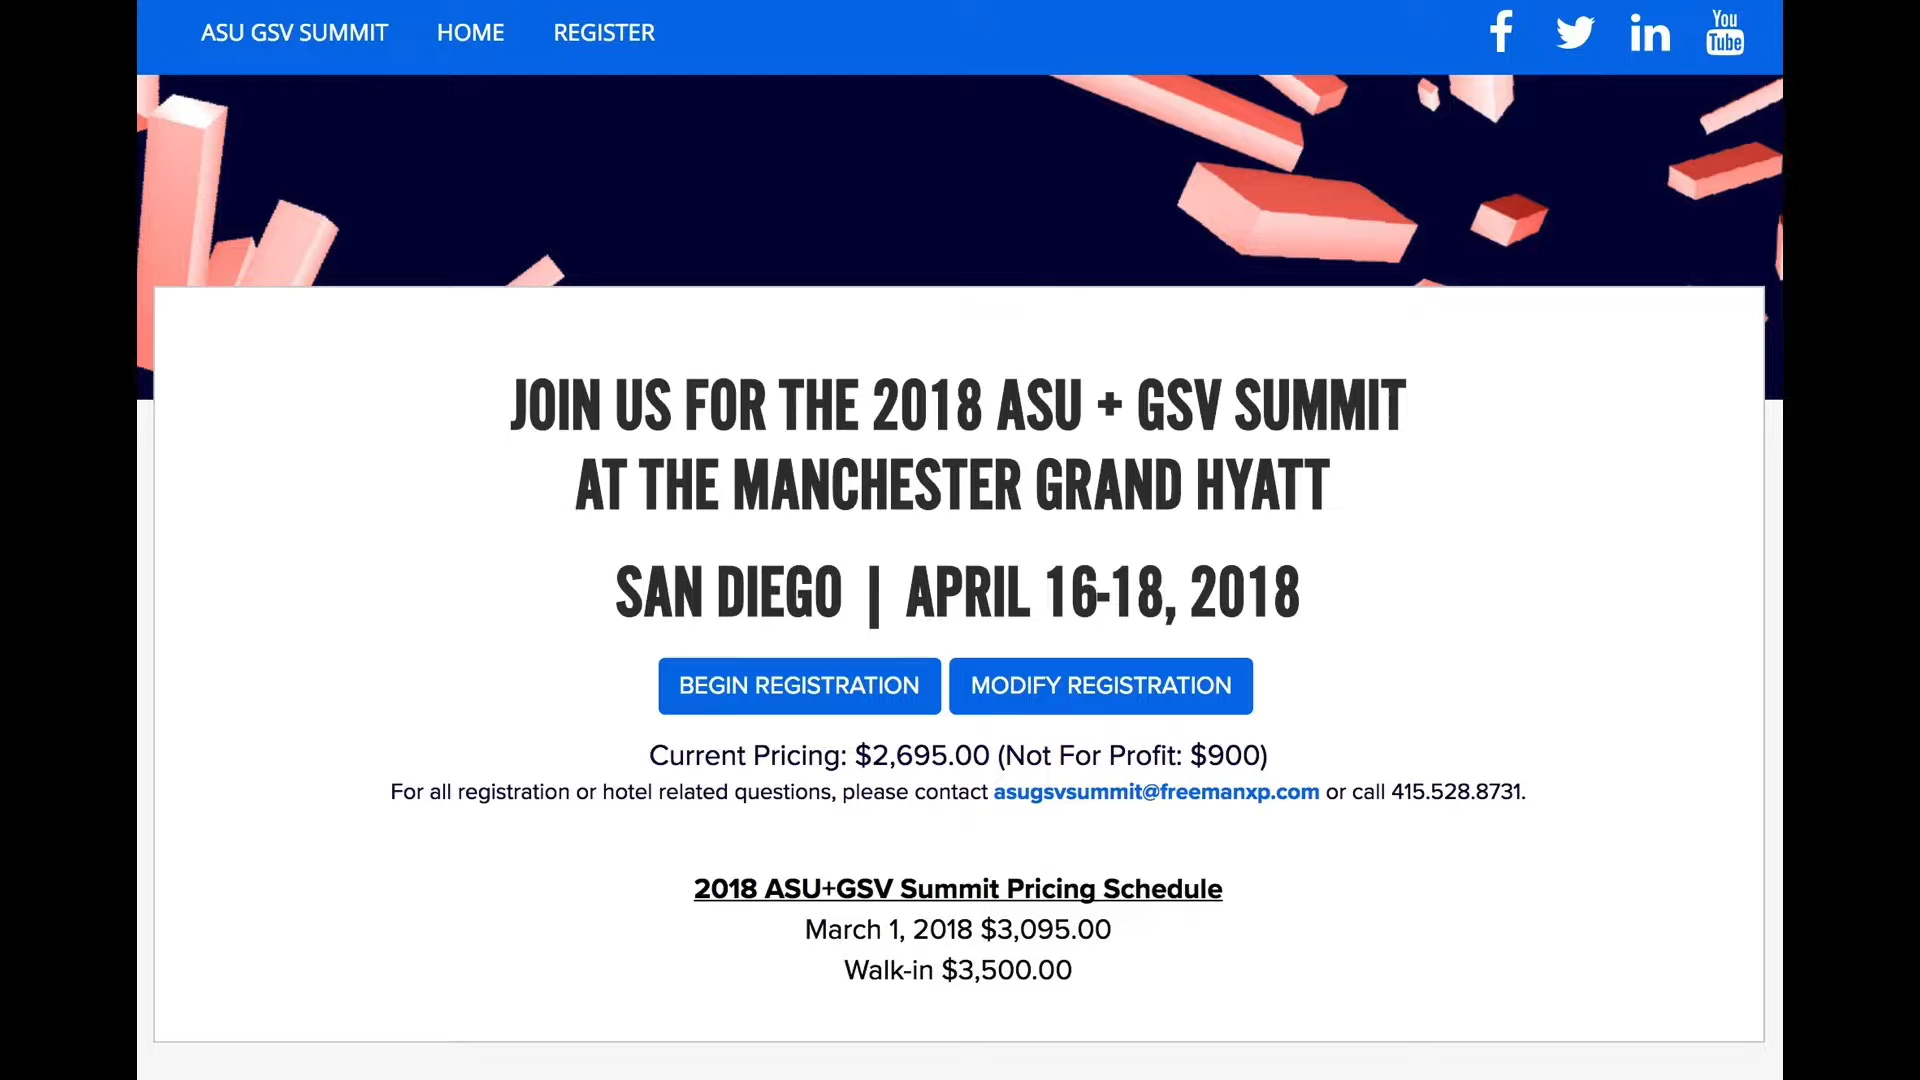 ASU GSV SUMMIT HOME REGISTER
You
Tube
JOIN US FOR THE 2018 ASU + GSV SUMMIT
AT THE MANCHESTER GRAND HYATT
SAN DIEGO | APRIL 16-18, 2018
BEGIN REGISTRATION MODIFY REGISTRATION
Current Pricing: $2,695.00 (Not For Profit: $900)
For all registration or hotel related questions, please contact asugsvsummit@freemanxp.com or call 415.528.8731.
2018 ASU+GSV Summit Pricing Schedule
March 1, 2018 $3,095.00
Walk-in $3,500.00